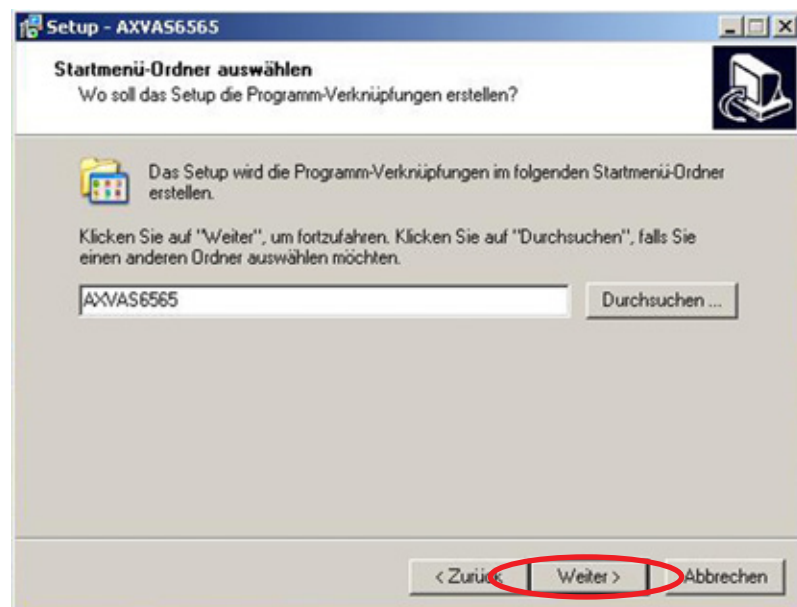 Setup - AXVAS6565
Startmenü-Ordner auswählen
Wo soll das Setup die Programm-Verknüpfungen erstellen?
Das Setup wird die Programm-Verknüpfungen im folgenden Startmenü-Ordner
erstellen.
Klicken Sie auf "Weiter", um fortzufahren. Klicken Sie auf "Durchsuchen", falls Sie
einen anderen Ordner auswählen möchten.
AXVAS6565
Durchsuchen ...
< Zurück
Weiter >
Abbrechen